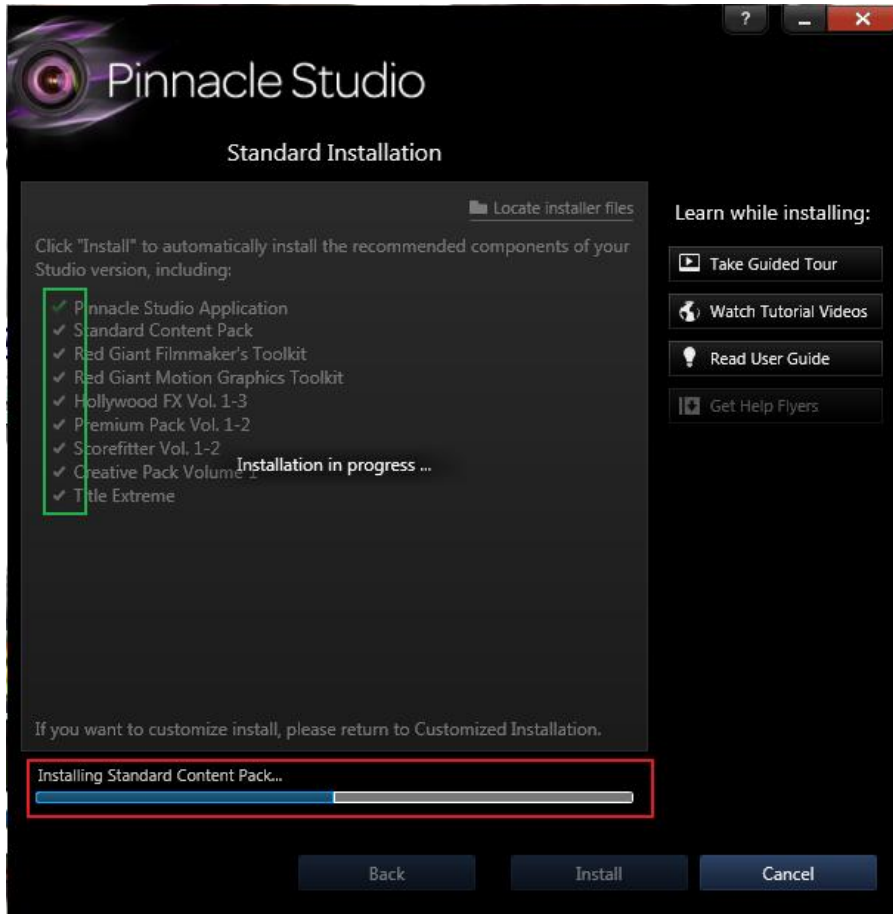 ?
Pinnacle Studio
Standard Installation
Locate installer files
Click "Install" to automatically install the recommended components of your
Studio version, including:
Pinnacle Studio Application
Standard Content Pack
Red Giant Filmmaker's Toolkit
Red Giant Motion Graphics Toolkit
Hollywood FX Vol. 1-3
Premium Pack Vol. 1-2
Scorefitter Vol. 1-2
Creative Pack Volume 1
Title Extreme
Installation in progress ...
If you want to customize install, please return to Customized Installation.
Installing Standard Content Pack...
Learn while installing:
Take Guided Tour
Watch Tutorial Videos
Read User Guide
Get Help Flyers
Back
Install
Cancel